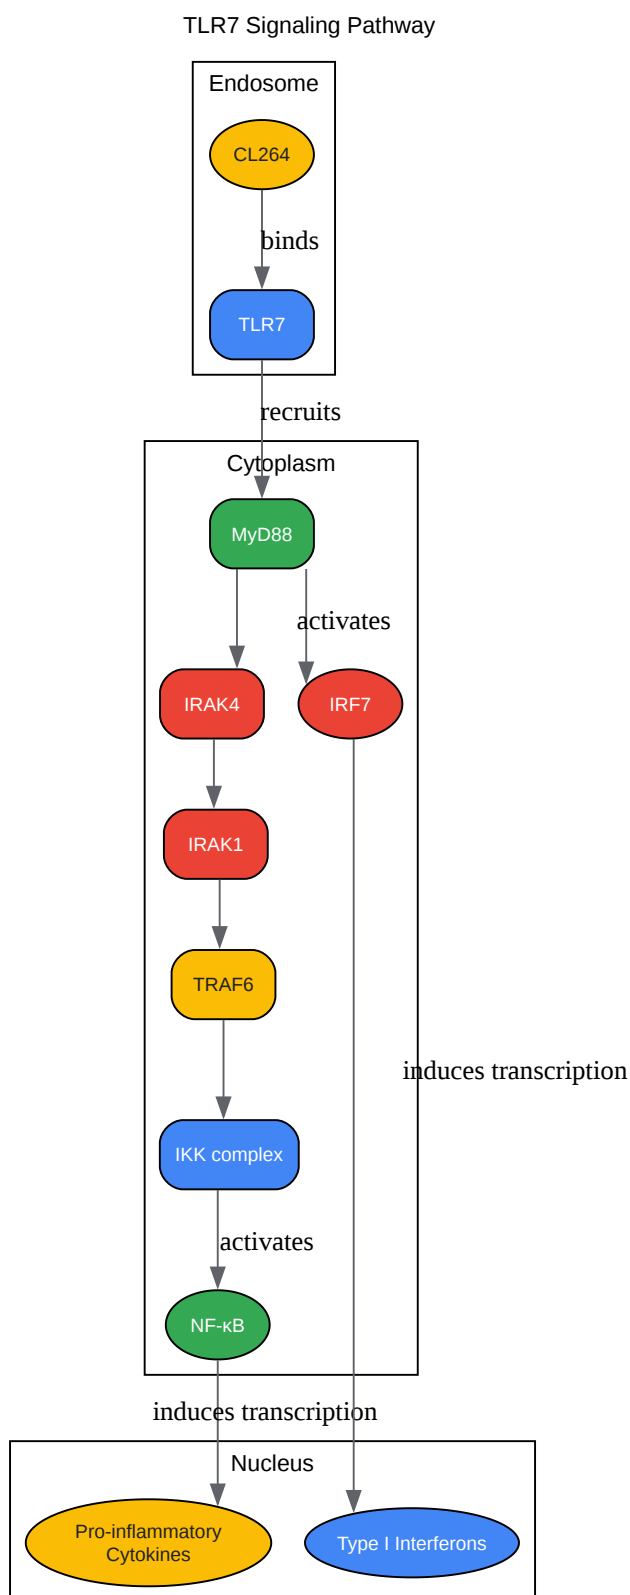 TLR7 Signaling Pathway
Endosome
CL264
binds
TLR7
recruits
Cytoplasm
MyD88
activates
IRAK4
IRF7
IRAK1
TRAF6
induces transcription
IKK complex
activates
NF-κB
induces transcription
Nucleus
Pro-inflammatory
Cytokines
Type I Interferons